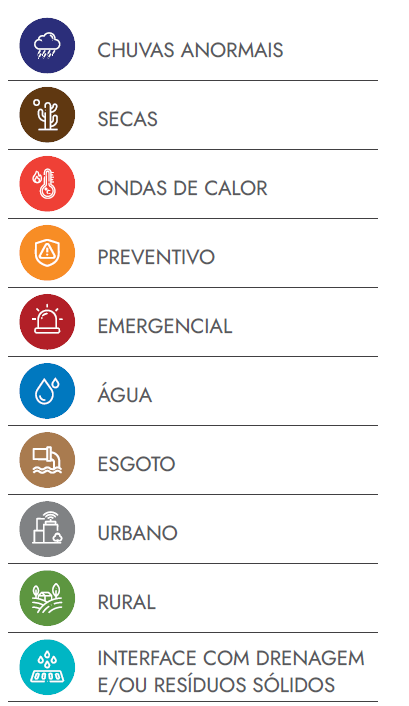 CHUVAS ANORMAIS
SECAS
ONDAS DE CALOR
PREVENTIVO
EMERGENCIAL
ÁGUA
ESGOTO
URBANO
RURAL
INTERFACE COM DRENAGEM
E/OU RESÍDUOS SÓLIDOS